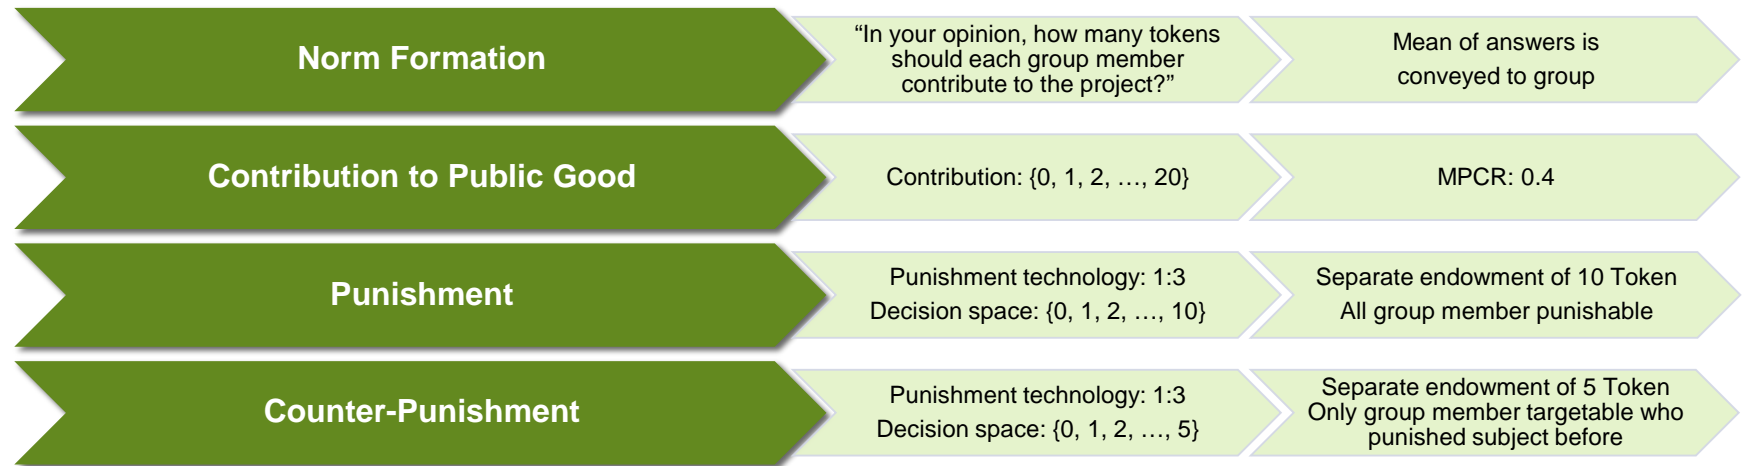 Norm Formation
“In your opinion, how many tokens
should each group member
contribute to the project?”
Mean of answers is
conveyed to group
Contribution to Public Good
Contribution: {0, 1, 2, …, 20}
MPCR: 0.4
Punishment
Punishment technology: 1:3
Decision space: {0, 1, 2, …, 10}
Separate endowment of 10 Token
All group member punishable
Counter-Punishment
Punishment technology: 1:3
Decision space: {0, 1, 2, …, 5}
Separate endowment of 5 Token
Only group member targetable who
punished subject before